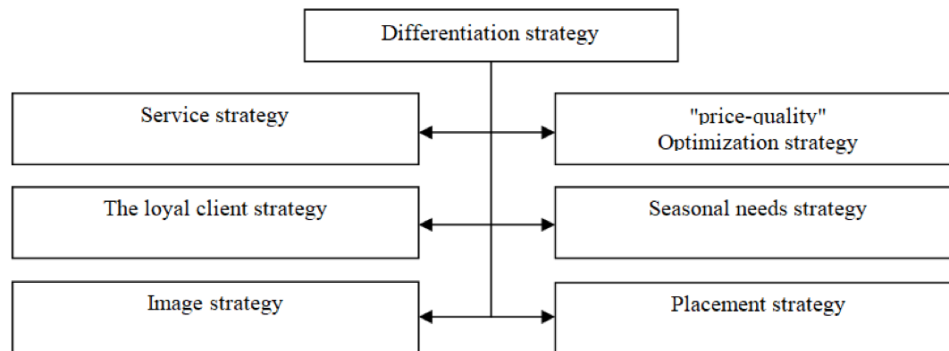 Differentiation strategy
Service strategy
"price-quality"
Optimization strategy
The loyal client strategy
Seasonal needs strategy
Image strategy
Placement strategy